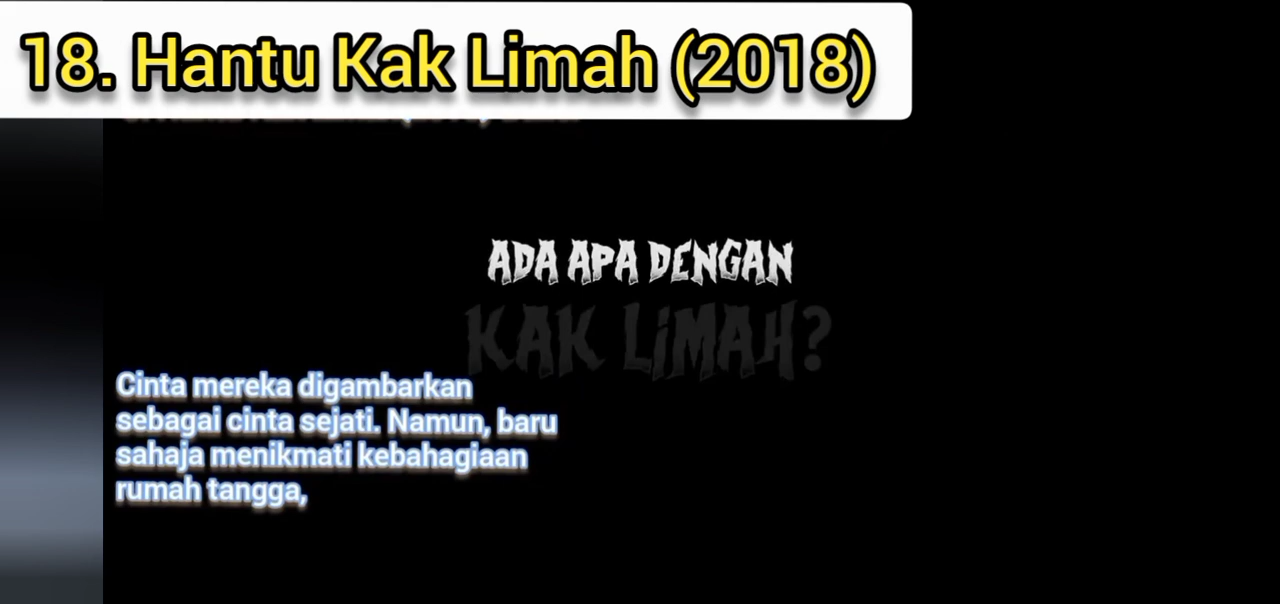 18. Hantu Kak Limah (2018)
ADA APA DENGAN
KAK LiMAH?
Cinta mereka digambarkan
sebagai cinta sejati. Namun, baru
sahaja menikmati kebahagiaan
rumah tangga,